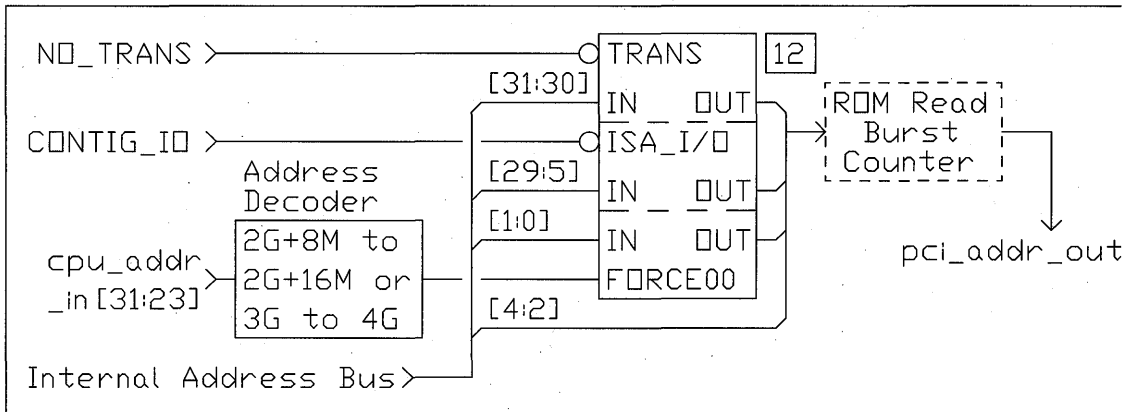 NO_TRANS
TRANS
12
[31:30]
IN OUT
ROM Read
Burst
Counter
CONTIG_IO
ISA_I/O
[29:5]
IN OUT
Address
Decoder
[1:0]
2G+8M to
2G+16M or
3G to 4G
IN OUT
FORCE00
cpu_addr
_in[31:23]
pci_addr_out
[4:2]
Internal Address Bus